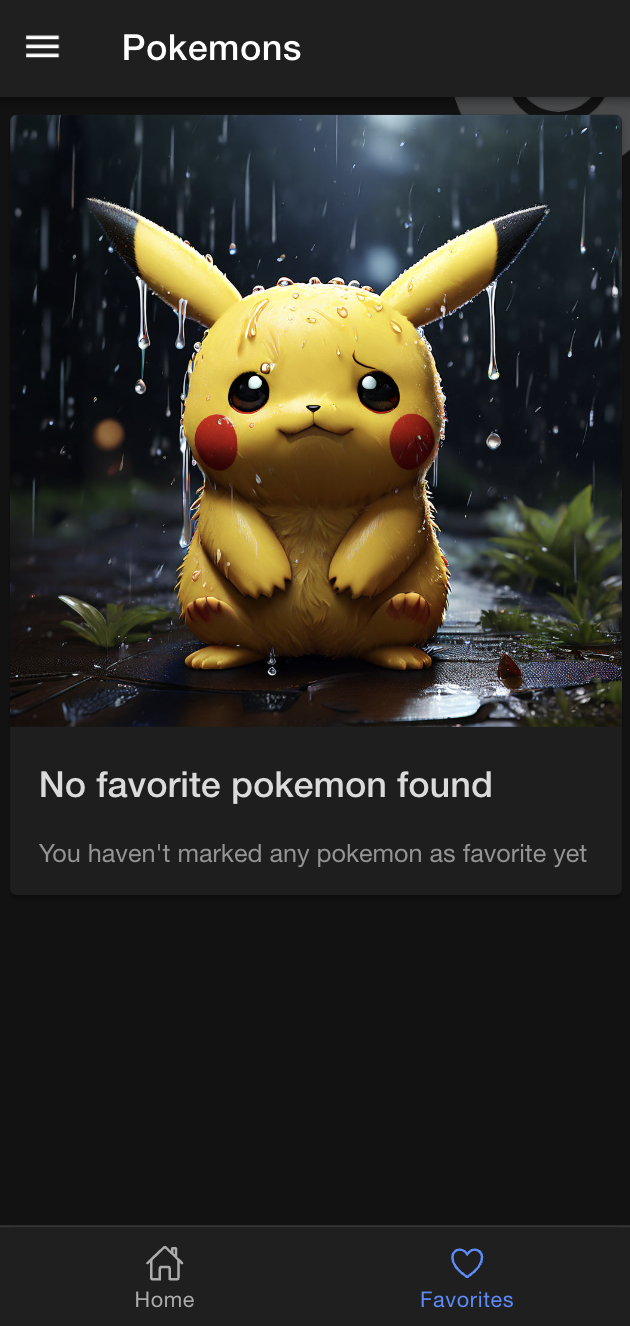 Pokemons
No favorite pokemon found
You haven't marked any pokemon as favorite yet
Home
Favorites